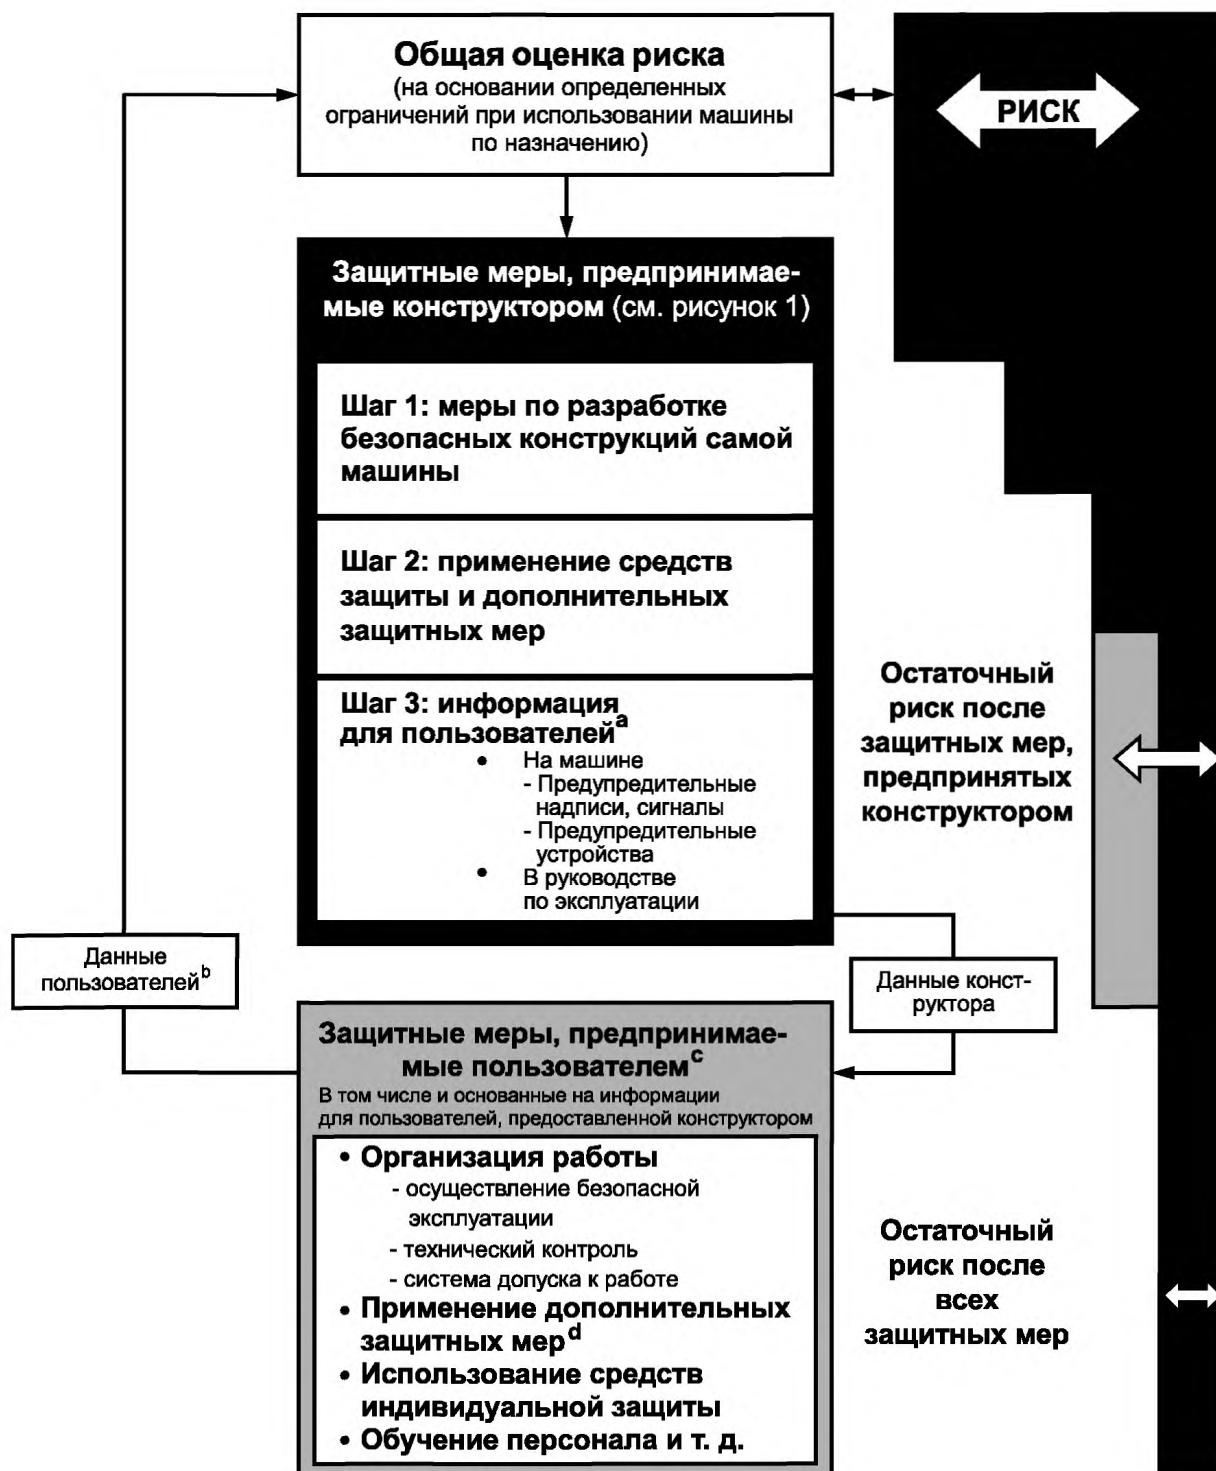 Общая оценка риска
(на основании определенных
ограничений при использовании машины
по назначению)
РИСК
Защитные меры, предпринимае-
мые конструктором (см. рисунок 1)
Шаг 1: меры по разработке
безопасных конструкций самой
машины
Шаг 2: применение средств
защиты и дополнительных
защитных мер
Шаг 3: информация
для пользователей a
• На машине
- Предупредительные
надписи, сигналы
- Предупредительные
устройства
• В руководстве
по эксплуатации
Остаточный
риск после
защитных мер,
предпринятых
конструктором
Данные
пользователей b
Данные конст-
руктора
Защитные меры, предпринимае-
мые пользователем c
В том числе и основанные на информации
для пользователей, предоставленной конструктором
• Организация работы
- осуществление безопасной
эксплуатации
- технический контроль
- система допуска к работе
• Применение дополнительных
защитных мер d
• Использование средств
индивидуальной защиты
• Обучение персонала и т. д.
Остаточный
риск после
всех
защитных мер